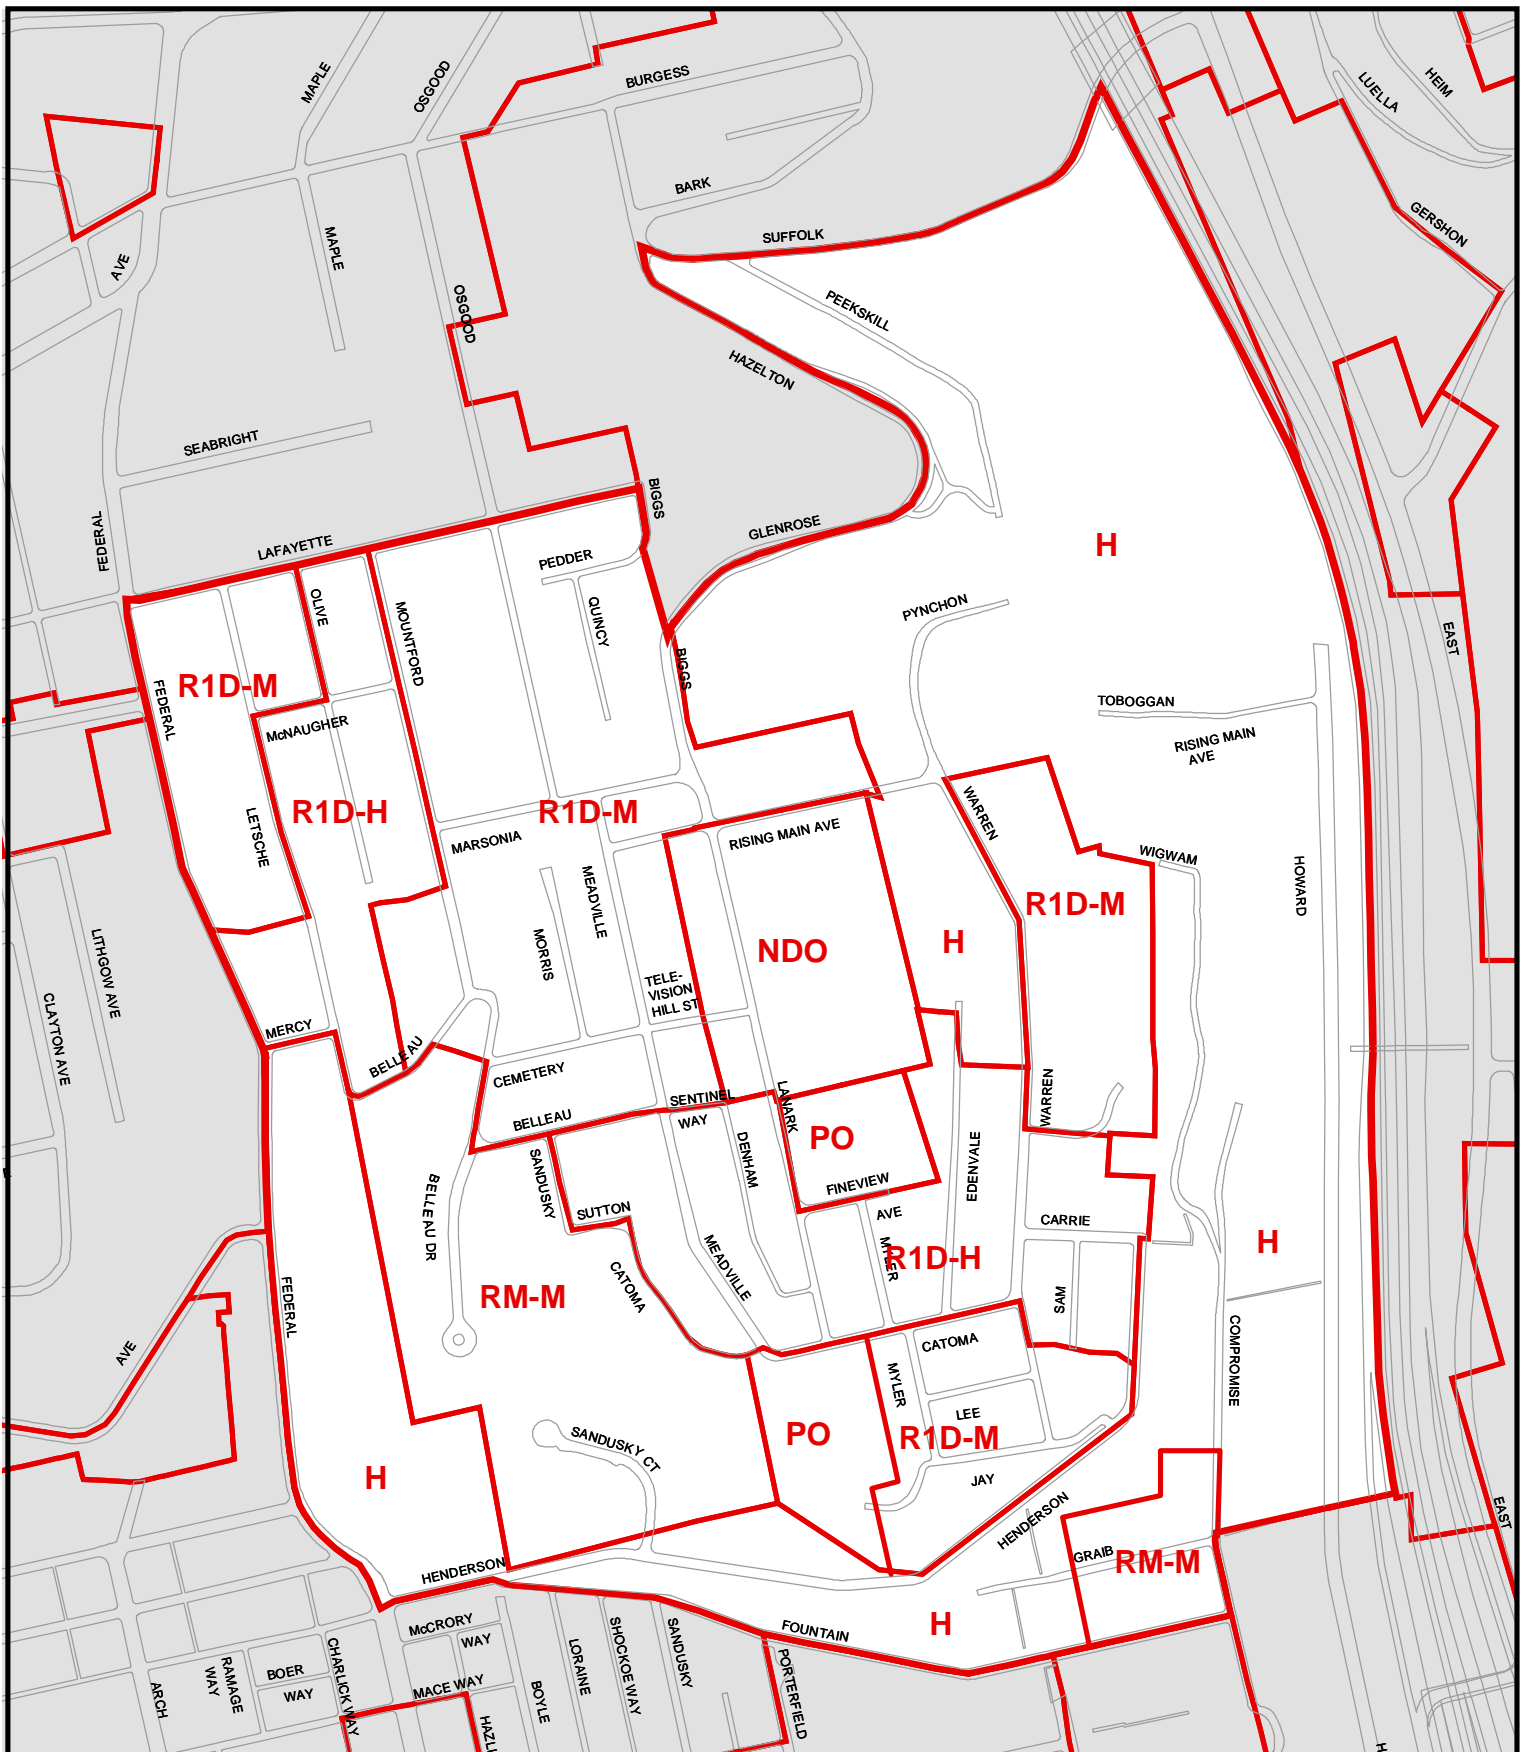 MAPLE
OSGOOD
BURGESS
LUELLA
HEIM
BARK
SUFFOLK
GERSHON
AVE
MAPLE
OSGOOD
PEEKSKILL
HAZELTON
SEABRIGHT
BIGGS
FEDERAL
LAFAYETTE
GLENROSE
H
PEDDER
OLIVE
MOUNTFORD
QUINCY
PYNCHON
EAST
BIGGS
R1D-M
FEDERAL
TOBOGGAN
McNAUGHER
RISING MAIN
AVE
R1D-H
R1D-M
WARREN
LETSCHE
MARSONIA
RISING MAIN AVE
WIGWAM
HOWARD
MEADVILLE
R1D-M
NDO
H
MORRIS
LITHGOW AVE
TELE-
VISION
HILL ST
CLAYTON AVE
MERCY
BELLEAU
CEMETERY
WARREN
SENTINEL
LANARK
BELLEAU
WAY
PO
DENHAM
EDENVALE
SANDUSKY
FINEVIEW
BELLEAU DR
SUTTON
AVE
CARRIE
MYLER
R1D-H
H
MEADVILLE
CATOMA
RM-M
FEDERAL
SAM
AVE
CATOMA
COMPROMISE
MYLER
LEE
PO
R1D-M
SANDUSKY CT
H
JAY
HENDERSON
EAST
GRAIB
RM-M
HENDERSON
H
McCRORY
WAY
FOUNTAIN
LORAINE
SHOCKOE WAY
SANDUSKY
PORTERFIELD
CHARLICK WAY
RAMAGE
WAY
BOER
WAY
MACE WAY
ARCH
BOYLE
HAZL
H